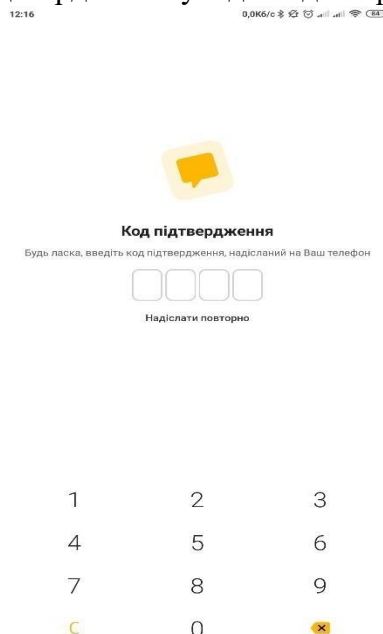 12:16 0,0Кб/с 84
Код підтвердження
Будь ласка, введіть код підтвердження, надісланий на Ваш телефон
Надіслати повторно
1 2 3
4 5 6
7 8 9
C 0